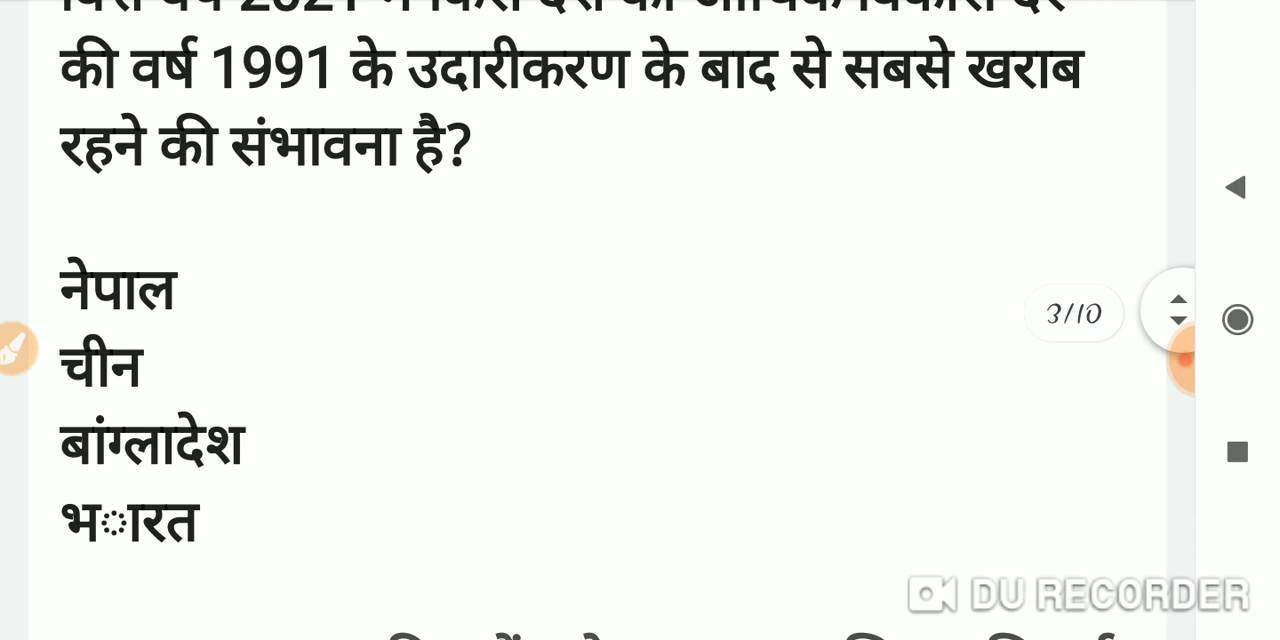 की वर्ष 1991 के उदारीकरण के बाद से सबसे खराब
रहने की संभावना है?
नेपाल
चीन
3/10
बांग्लादेश
भारत
DU RECORDER